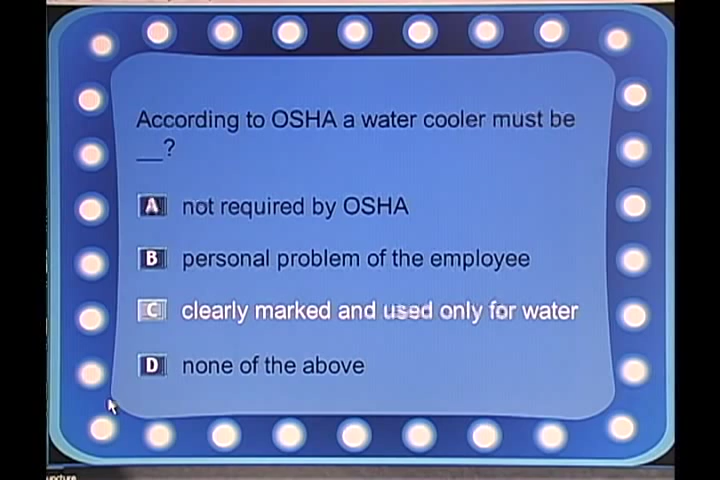 According to OSHA a water cooler must be
__?
A not required by OSHA
B personal problem of the employee
C clearly marked and used only for water
D none of the above